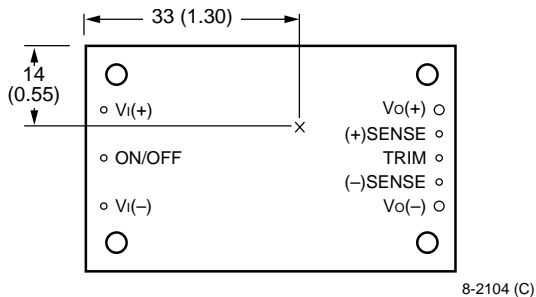 33 (1.30)
14
(0.55)
VI(+)
VO(+)
(+)SENSE
ON/OFF
TRIM
(–)SENSE
VI(–)
VO(–)
8-2104 (C)